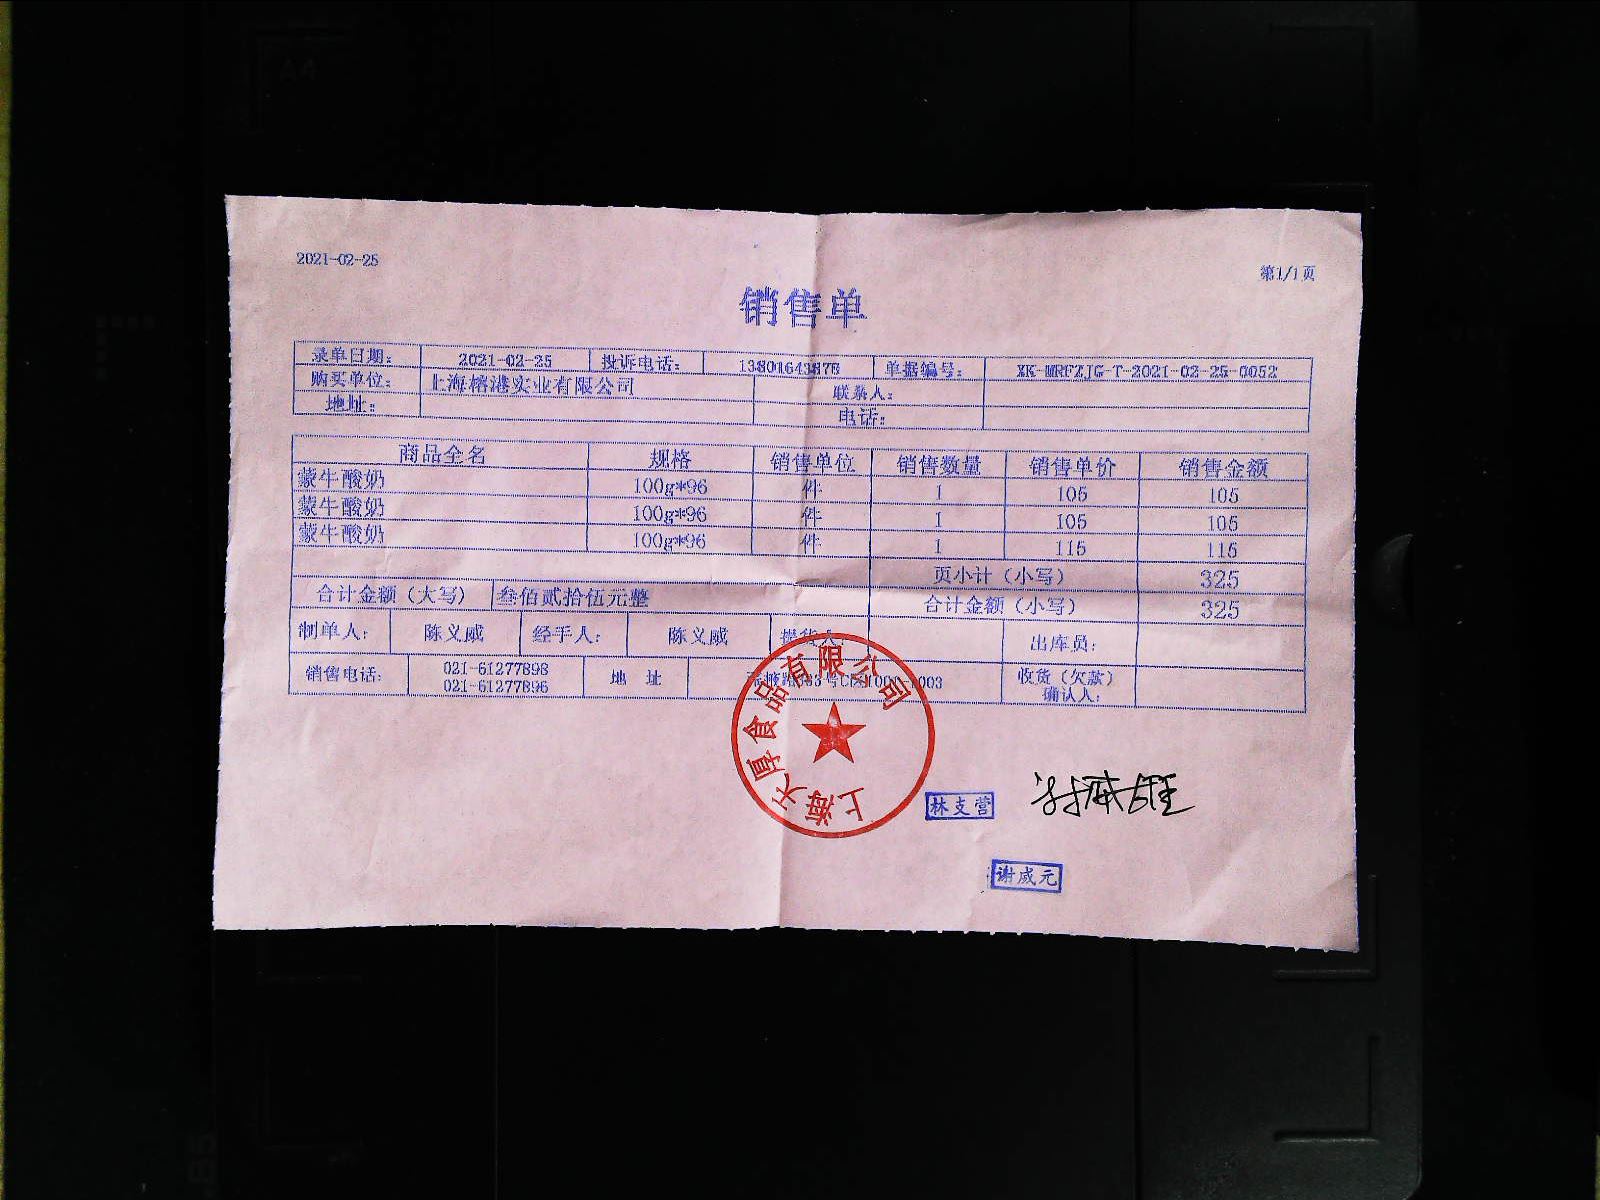 2021-02-25
第1/1页
销售单
录单日期： 2021-02-25 投诉电话： 单据编号： XK-MRFZJG-T-2021-02-25-0052
购买单位： 上海榕港实业有限公司 联系人：
地址： 电话：
商品全名 规格 销售单位 销售数量 销售单价 销售金额
蒙牛酸奶 100g*96 件 1 105 105
蒙牛酸奶 100g*96 件 1 105 105
蒙牛酸奶 100g*96 件 1 115 115
页小计（小写） 325
合计金额（大写） 叁佰贰拾伍元整 合计金额（小写） 325
制单人： 陈义威 经手人： 陈义威 提货人： 出库员：
销售电话： 021-61277898 021-61277896 地 址 收货（欠款）确认人：
上海天厚食品有限公司
林支营
谢威元